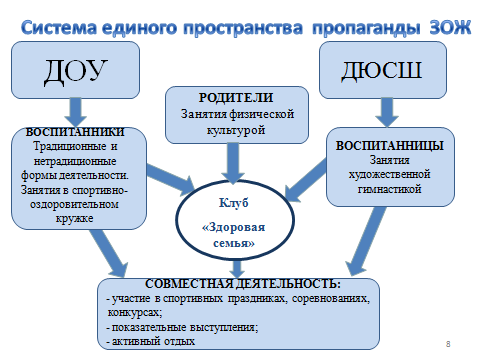 Система единого пространства пропаганды ЗОЖ
ДОУ
ДЮСШ
РОДИТЕЛИ
Занятия физической
культурой
ВОСПИТАННИКИ
Традиционные и
нетрадиционные
формы деятельности.
Занятия в спортивно-
оздоровительном
кружке
ВОСПИТАННИЦЫ
Занятия
художественной
гимнастикой
Клуб
«Здоровая
семья»
СОВМЕСТНАЯ ДЕЯТЕЛЬНОСТЬ:
- участие в спортивных праздниках, соревнованиях,
конкурсах;
- показательные выступления;
- активный отдых
8